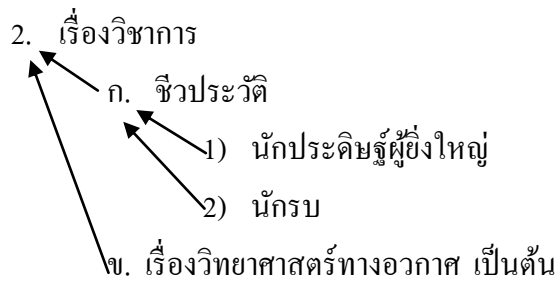 2. เรื่องวิชาการ
ก. ชีวประวัติ
1) นักประดิษฐ์ผู้ยิ่งใหญ่
2) นักรบ
ข. เรื่องวิทยาศาสตร์ทางอวกาศ เป็นต้น